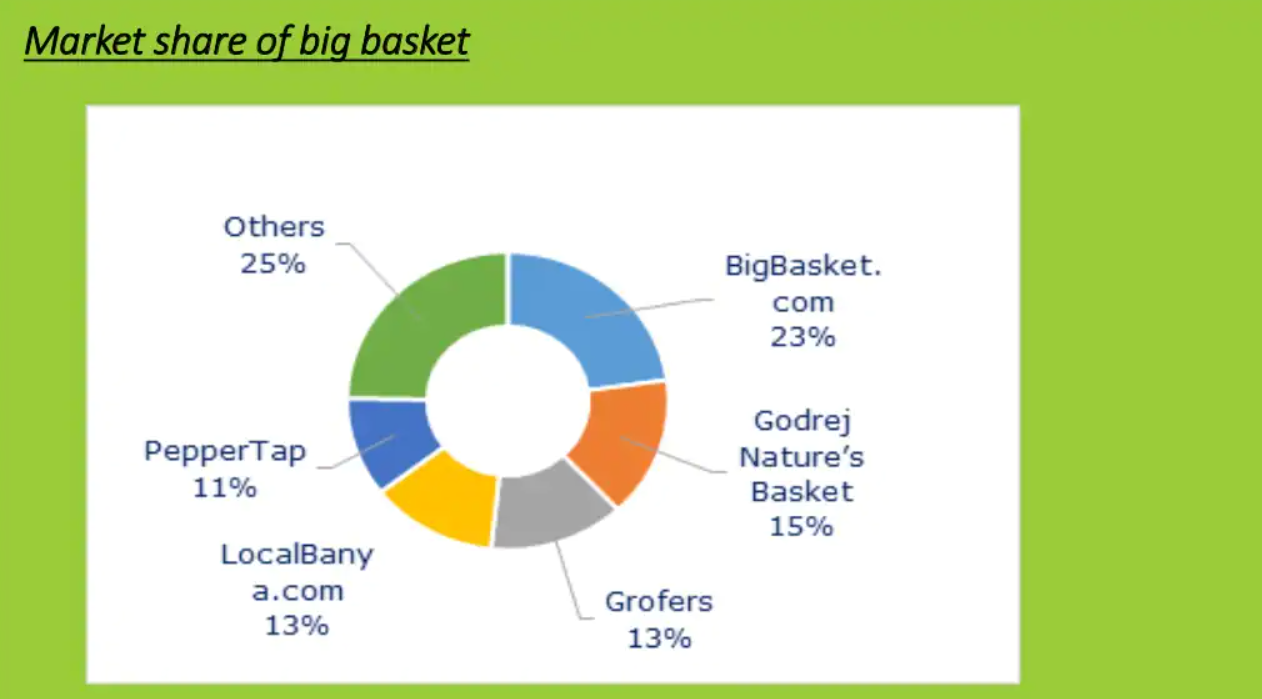 Market share of big basket
Others
25%
BigBasket.
com
23%
Godrej
Nature’s
Basket
15%
PepperTap
11%
LocalBany
a.com
13%
Grofers
13%